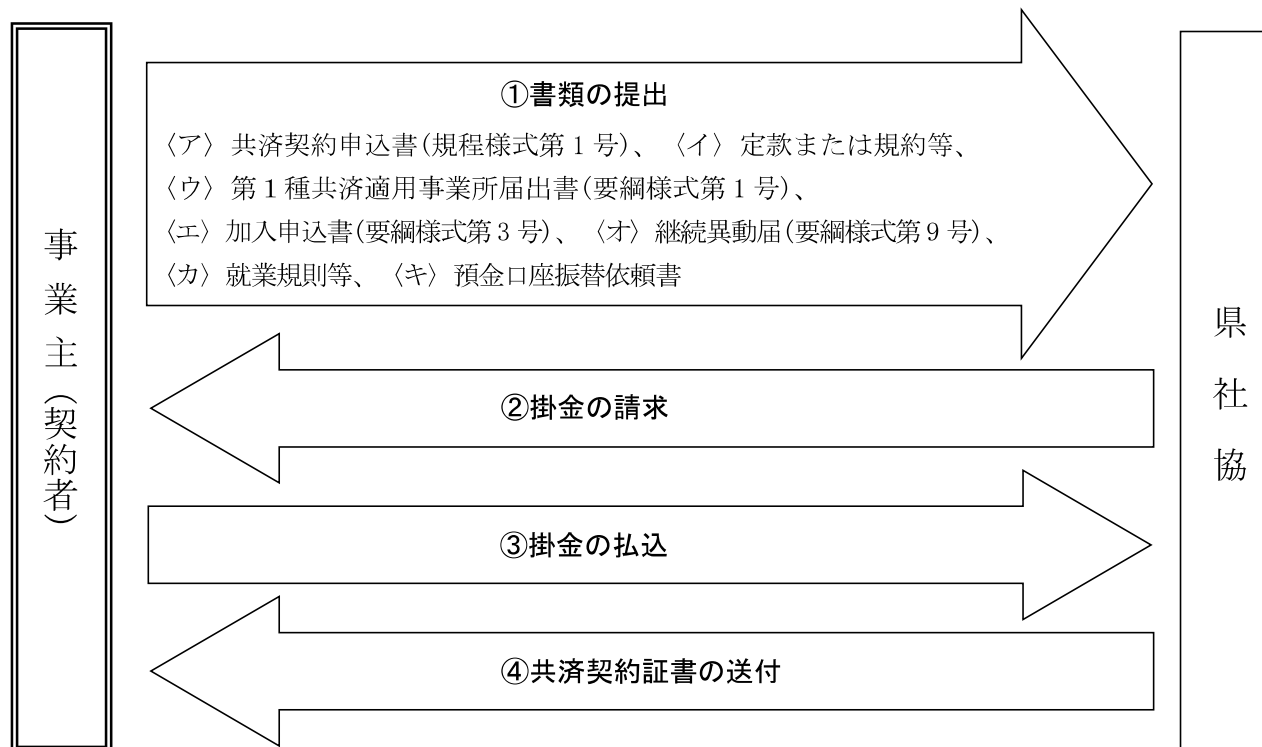 事業主（契約者）
①書類の提出
〈ア〉共済契約申込書(規程様式第1号)、〈イ〉定款または規約等、
〈ウ〉第1種共済適用事業所届出書(要綱様式第1号)、
〈エ〉加入申込書(要綱様式第3号)、〈オ〉継続異動届(要綱様式第9号)、
〈カ〉就業規則等、〈キ〉預金口座振替依頼書
②掛金の請求
③掛金の払込
④共済契約証書の送付
県社協